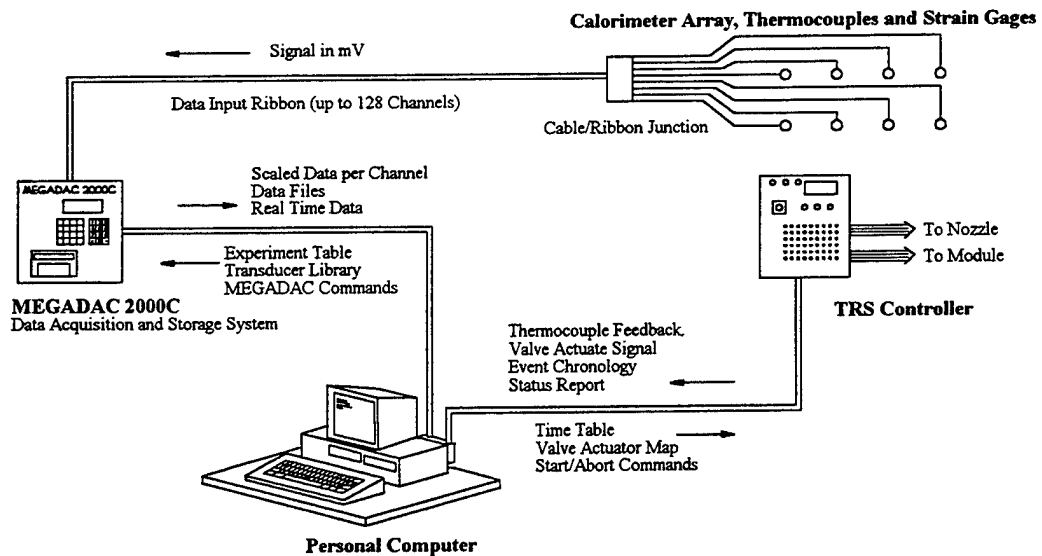 Calorimeter Array, Thermocouples and Strain Gages
Signal in mV
Data Input Ribbon (up to 128 Channels)
Cable/Ribbon Junction
MEGADAC 2000C
Scaled Data per Channel
Data Files
Real Time Data
Experiment Table
Transducer Library
MEGADAC Commands
MEGADAC 2000C
Data Acquisition and Storage System
To Nozzle
To Module
TRS Controller
Thermocouple Feedback
Valve Actuate Signal
Event Chronology
Status Report
Time Table
Valve Actuator Map
Start/Abort Commands
Personal Computer